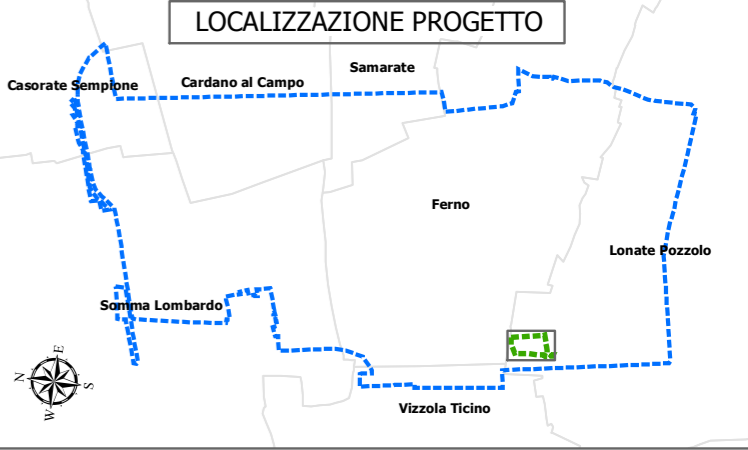 LOCALIZZAZIONE PROGETTO
Samarate
Casorate Sempione
Cardano al Campo
Ferno
Lonate Pozzolo
Somma Lombardo
N
E
S
W
Vizzola Ticino